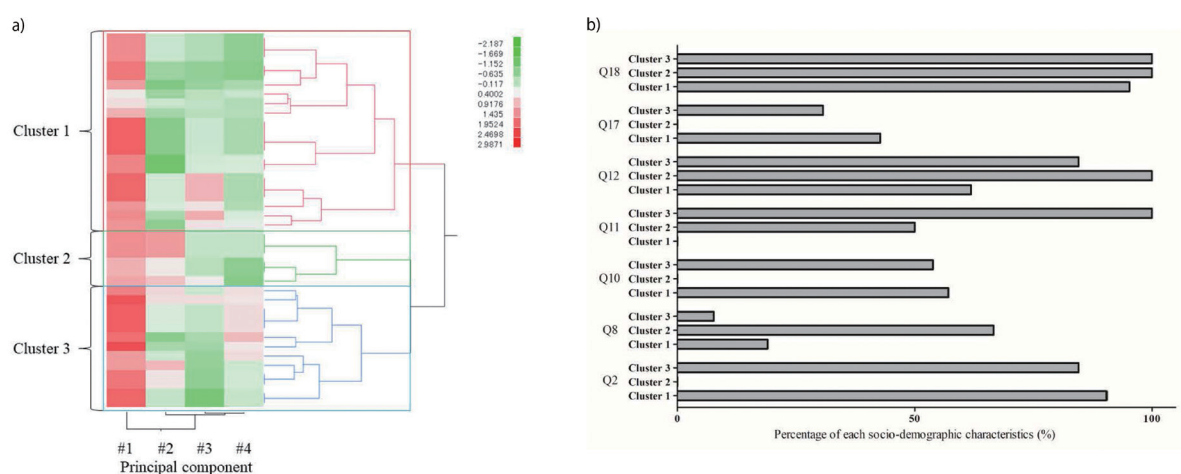 a)
-2.187
-1.669
-1.152
-0.635
-0.117
0.4002
0.9176
1.435
1.9524
2.4698
2.9871
Cluster 1
Cluster 2
Cluster 3
#1 #2 #3 #4
Principal component
b)
Cluster 3
Q18 Cluster 2
Cluster 1
Cluster 3
Q17 Cluster 2
Cluster 1
Cluster 3
Q12 Cluster 2
Cluster 1
Cluster 3
Q11 Cluster 2
Cluster 1
Cluster 3
Q10 Cluster 2
Cluster 1
Cluster 3
Q8 Cluster 2
Cluster 1
Cluster 3
Q2 Cluster 2
Cluster 1
0 50 100
Percentage of each socio-demographic characteristics (%)